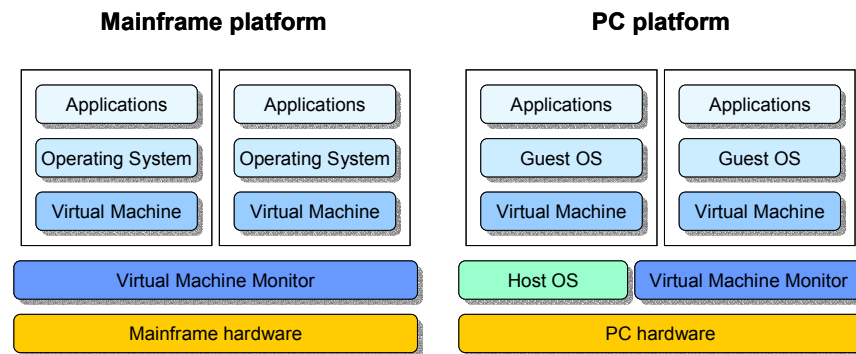 Mainframe platform
PC platform
Applications
Applications
Applications
Applications
Operating System
Operating System
Guest OS
Guest OS
Virtual Machine
Virtual Machine
Virtual Machine
Virtual Machine
Virtual Machine Monitor
Host OS
Virtual Machine Monitor
Mainframe hardware
PC hardware